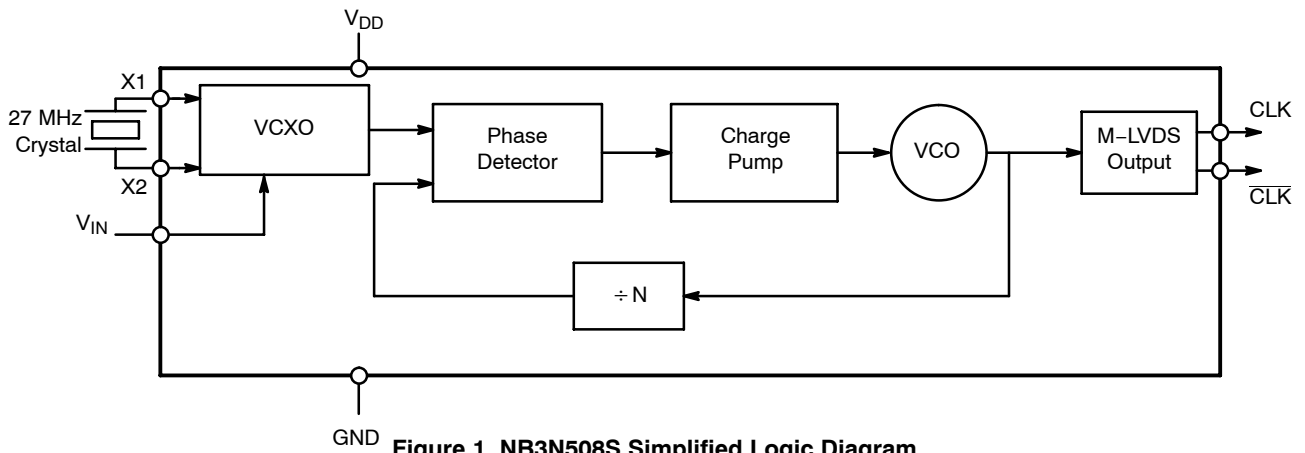 V_DD
X1
27 MHz
Crystal
X2
V_IN
VCXO
Phase
Detector
Charge
Pump
VCO
M−LVDS
Output
CLK
C̅L̅K̅
÷ N
GND
Figure 1. NB3N508S Simplified Logic Diagram